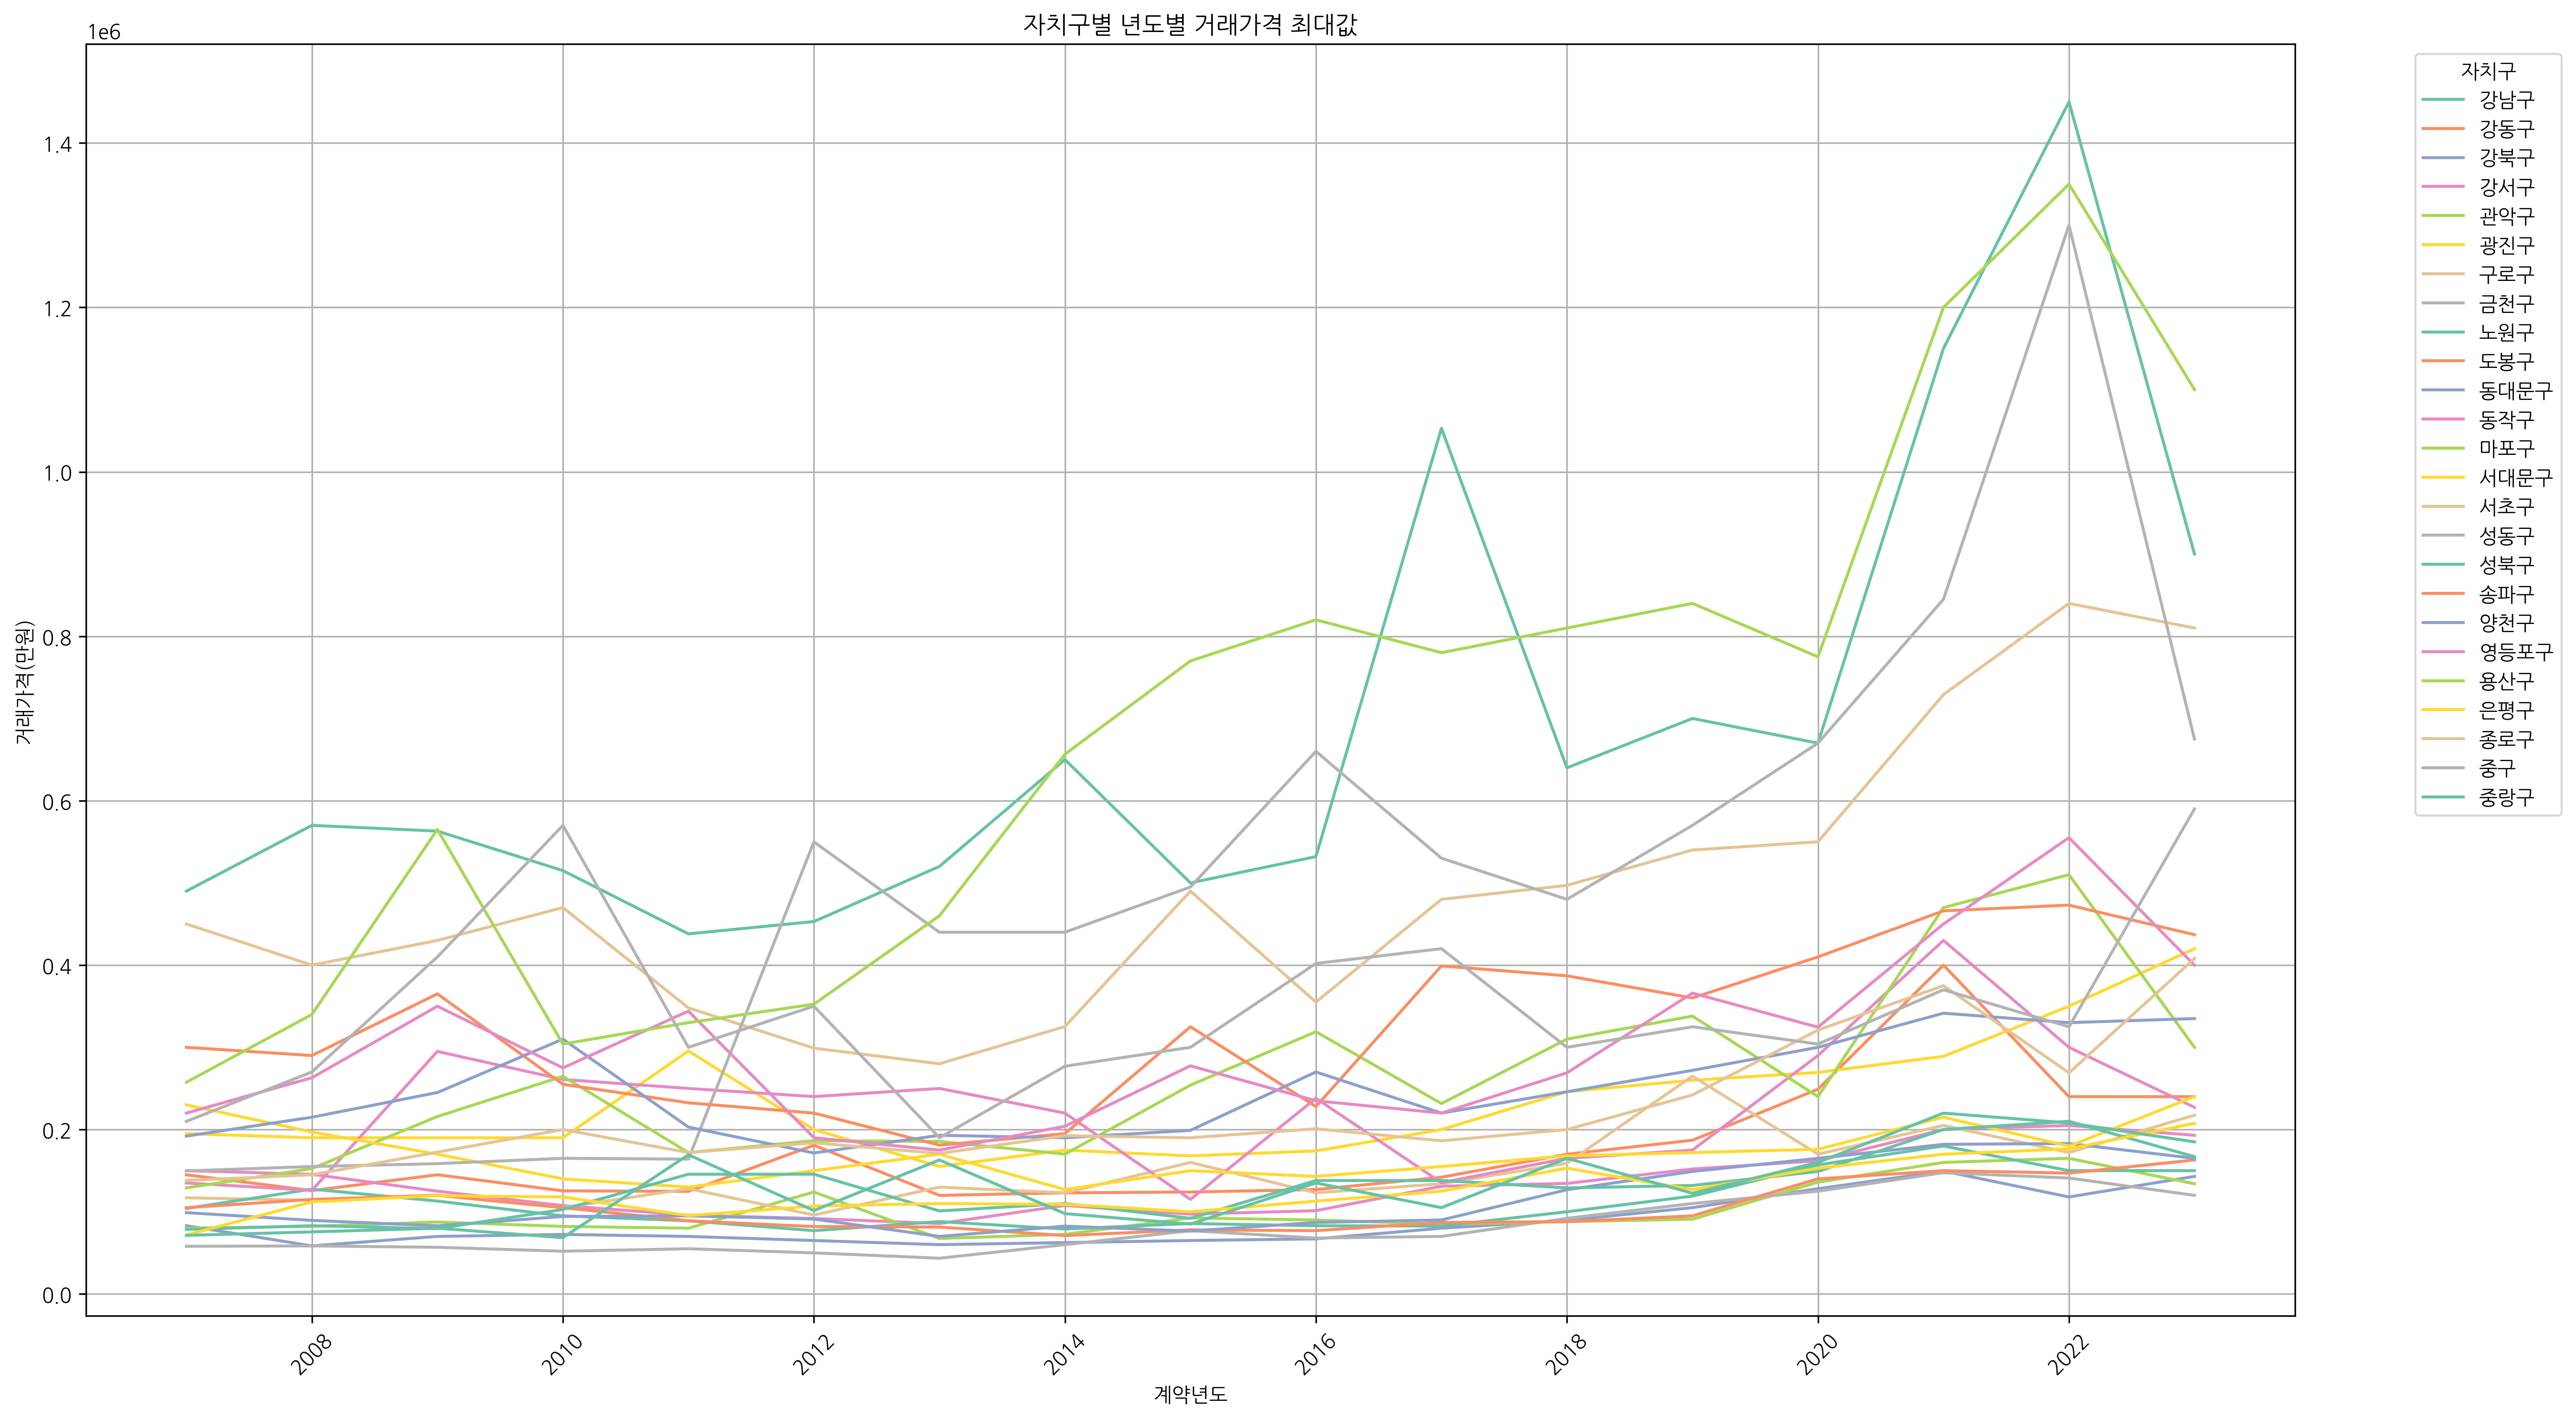 자치구별 년도별 거래가격 최대값
1e6
1.4
1.2
1.0
0.8
0.6
0.4
0.2
0.0
거래가격(만원)
2008
2010
2012
2014
2016
2018
2020
2022
계약년도
자치구
강남구
강동구
강북구
강서구
관악구
광진구
구로구
금천구
노원구
도봉구
동대문구
동작구
마포구
서대문구
서초구
성동구
성북구
송파구
양천구
영등포구
용산구
은평구
종로구
중구
중랑구